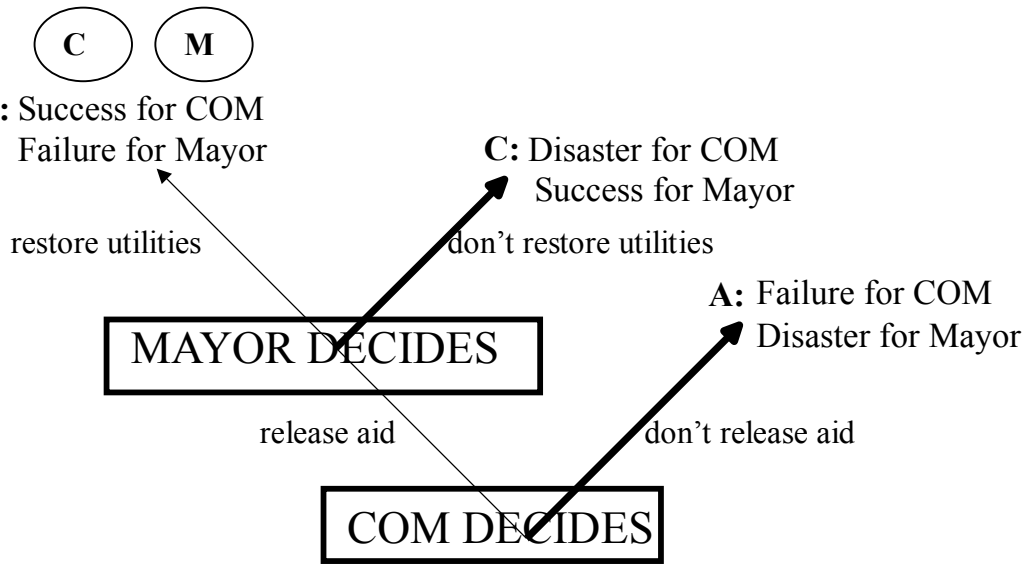 C M
: Success for COM
Failure for Mayor
C: Disaster for COM
Success for Mayor
restore utilities
don't restore utilities
A: Failure for COM
Disaster for Mayor
MAYOR DECIDES
release aid
don't release aid
COM DECIDES